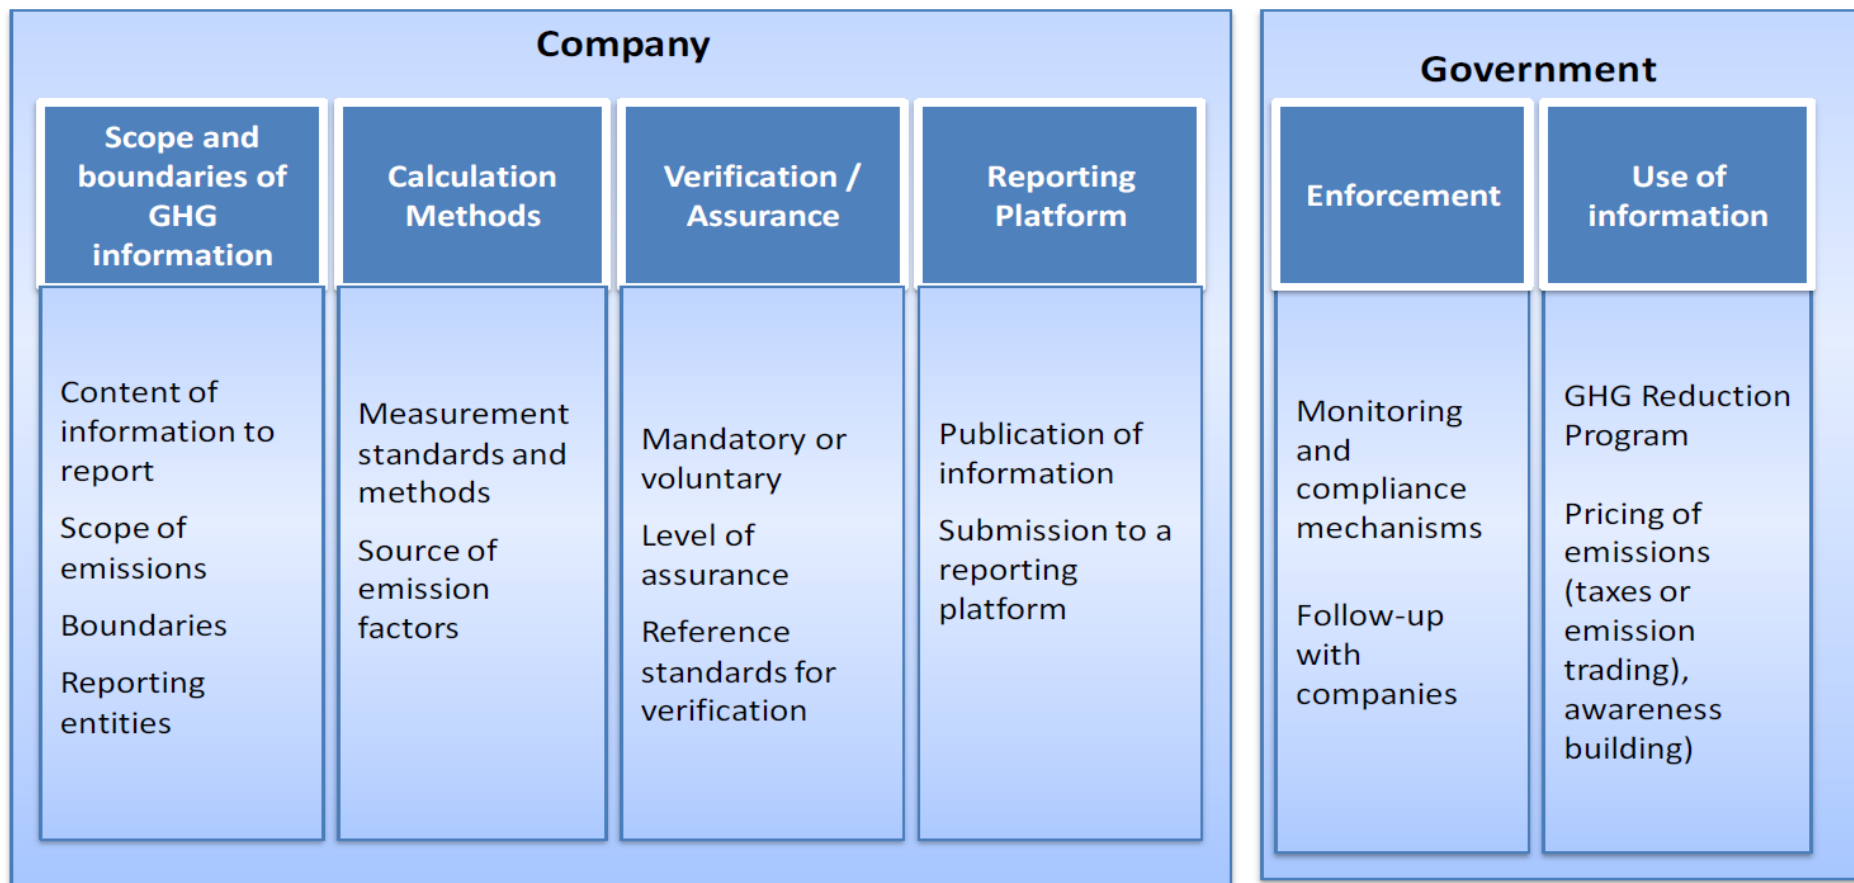 Company
Scope and
boundaries of
GHG
information
Content of
information to
report
Scope of
emissions
Boundaries
Reporting
entities
Calculation
Methods
Measurement
standards and
methods
Source of
emission
factors
Verification /
Assurance
Mandatory or
voluntary
Level of
assurance
Reference
standards for
verification
Reporting
Platform
Publication of
information
Submission to a
reporting
platform
Government
Enforcement
Monitoring
and
compliance
mechanisms
Follow-up
with
companies
Use of
information
GHG Reduction
Program
Pricing of
emissions
(taxes or
emission
trading),
awareness
building)